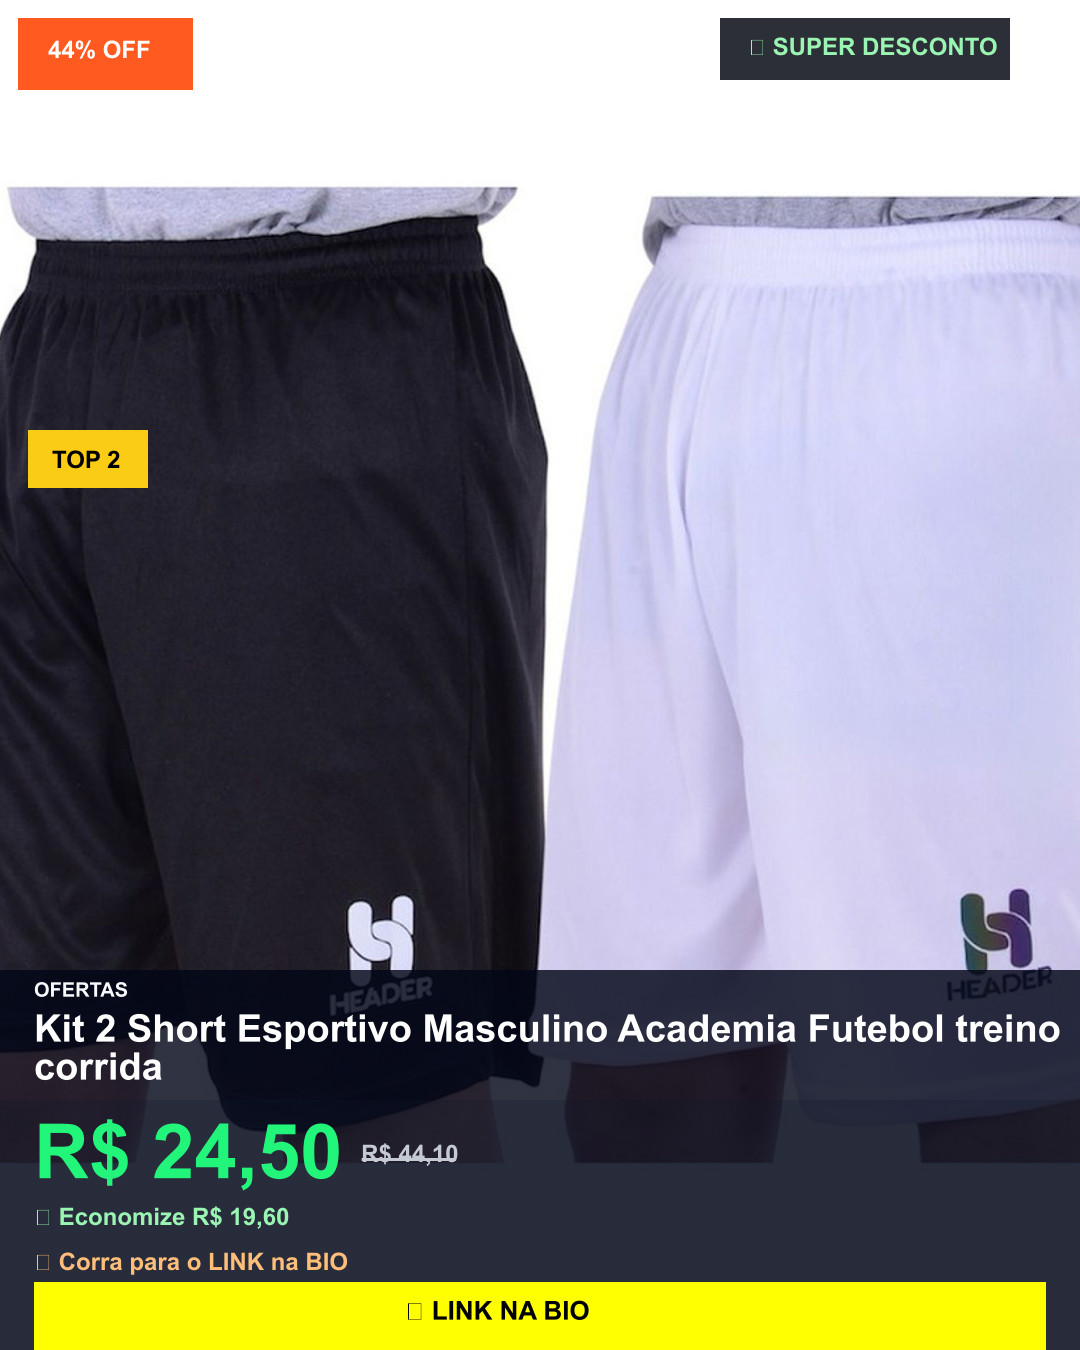 44% OFF
SUPER DESCONTO
TOP 2
HEADER
HEADER
OFERTAS
Kit 2 Short Esportivo Masculino Academia Futebol treino
corrida
R$ 24,50 R$ 44,10
Economize R$ 19,60
Corra para o LINK na BIO
LINK NA BIO